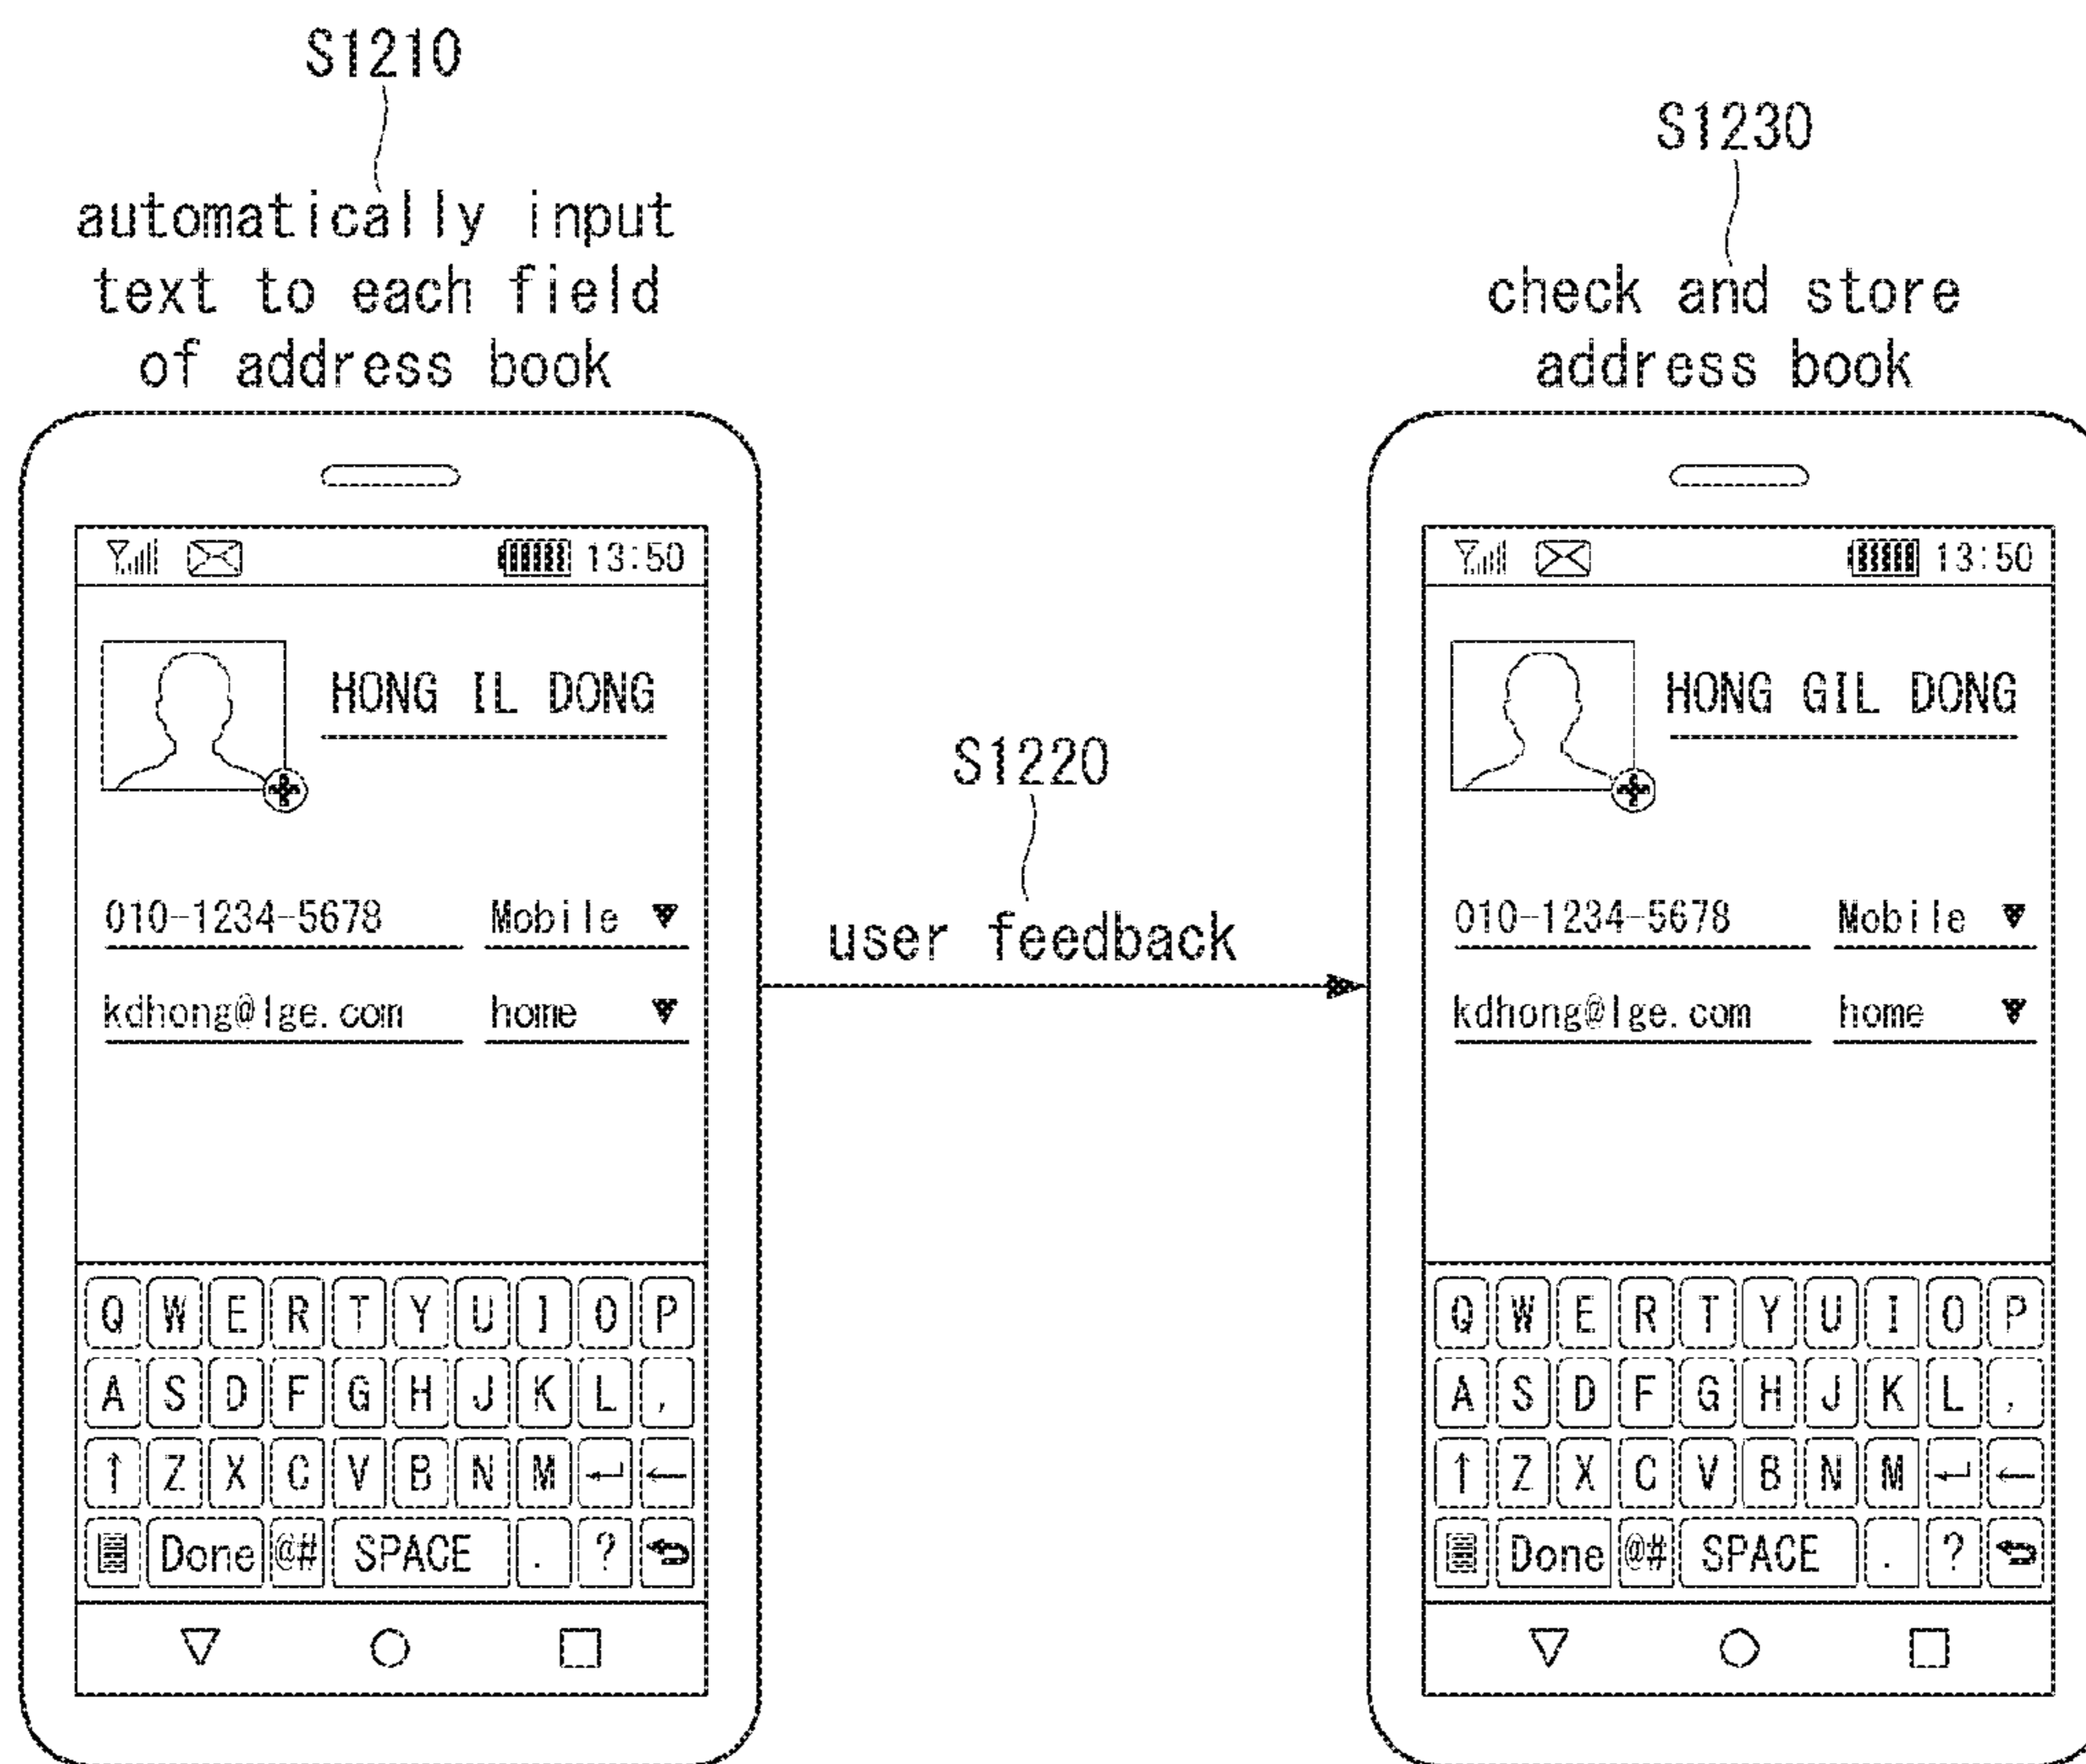 S1210
automatically input
text to each field
of address book
13:50
HONG IL DONG
010-1234-5678 Mobile
kdhong@lge.com home
Q W E R T Y U I O P
A S D F G H J K L ,
↑ Z X C V B N M
Done @# SPACE . ?
S1220
user feedback
S1230
check and store
address book
13:50
HONG GIL DONG
010-1234-5678 Mobile
kdhong@lge.com home
Q W E R T Y U I O P
A S D F G H J K L ,
↑ Z X C V B N M
Done @# SPACE . ?